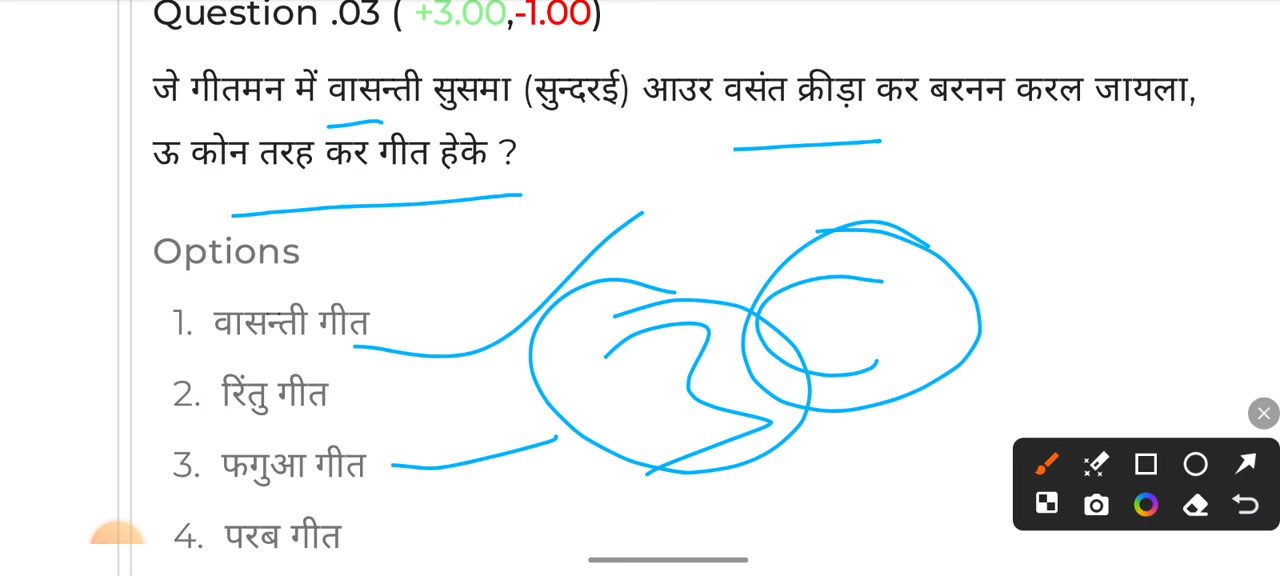 Question .03 ( +3.00,-1.00)
जे गीतमन में वासन्ती सुसमा (सुन्दरई) आउर वसंत क्रीड़ा कर बरनन करल जायला,
ऊ कोन तरह कर गीत हेके ?
Options
1. वासन्ती गीत
2. रिंतु गीत
3. फगुआ गीत
4. परब गीत